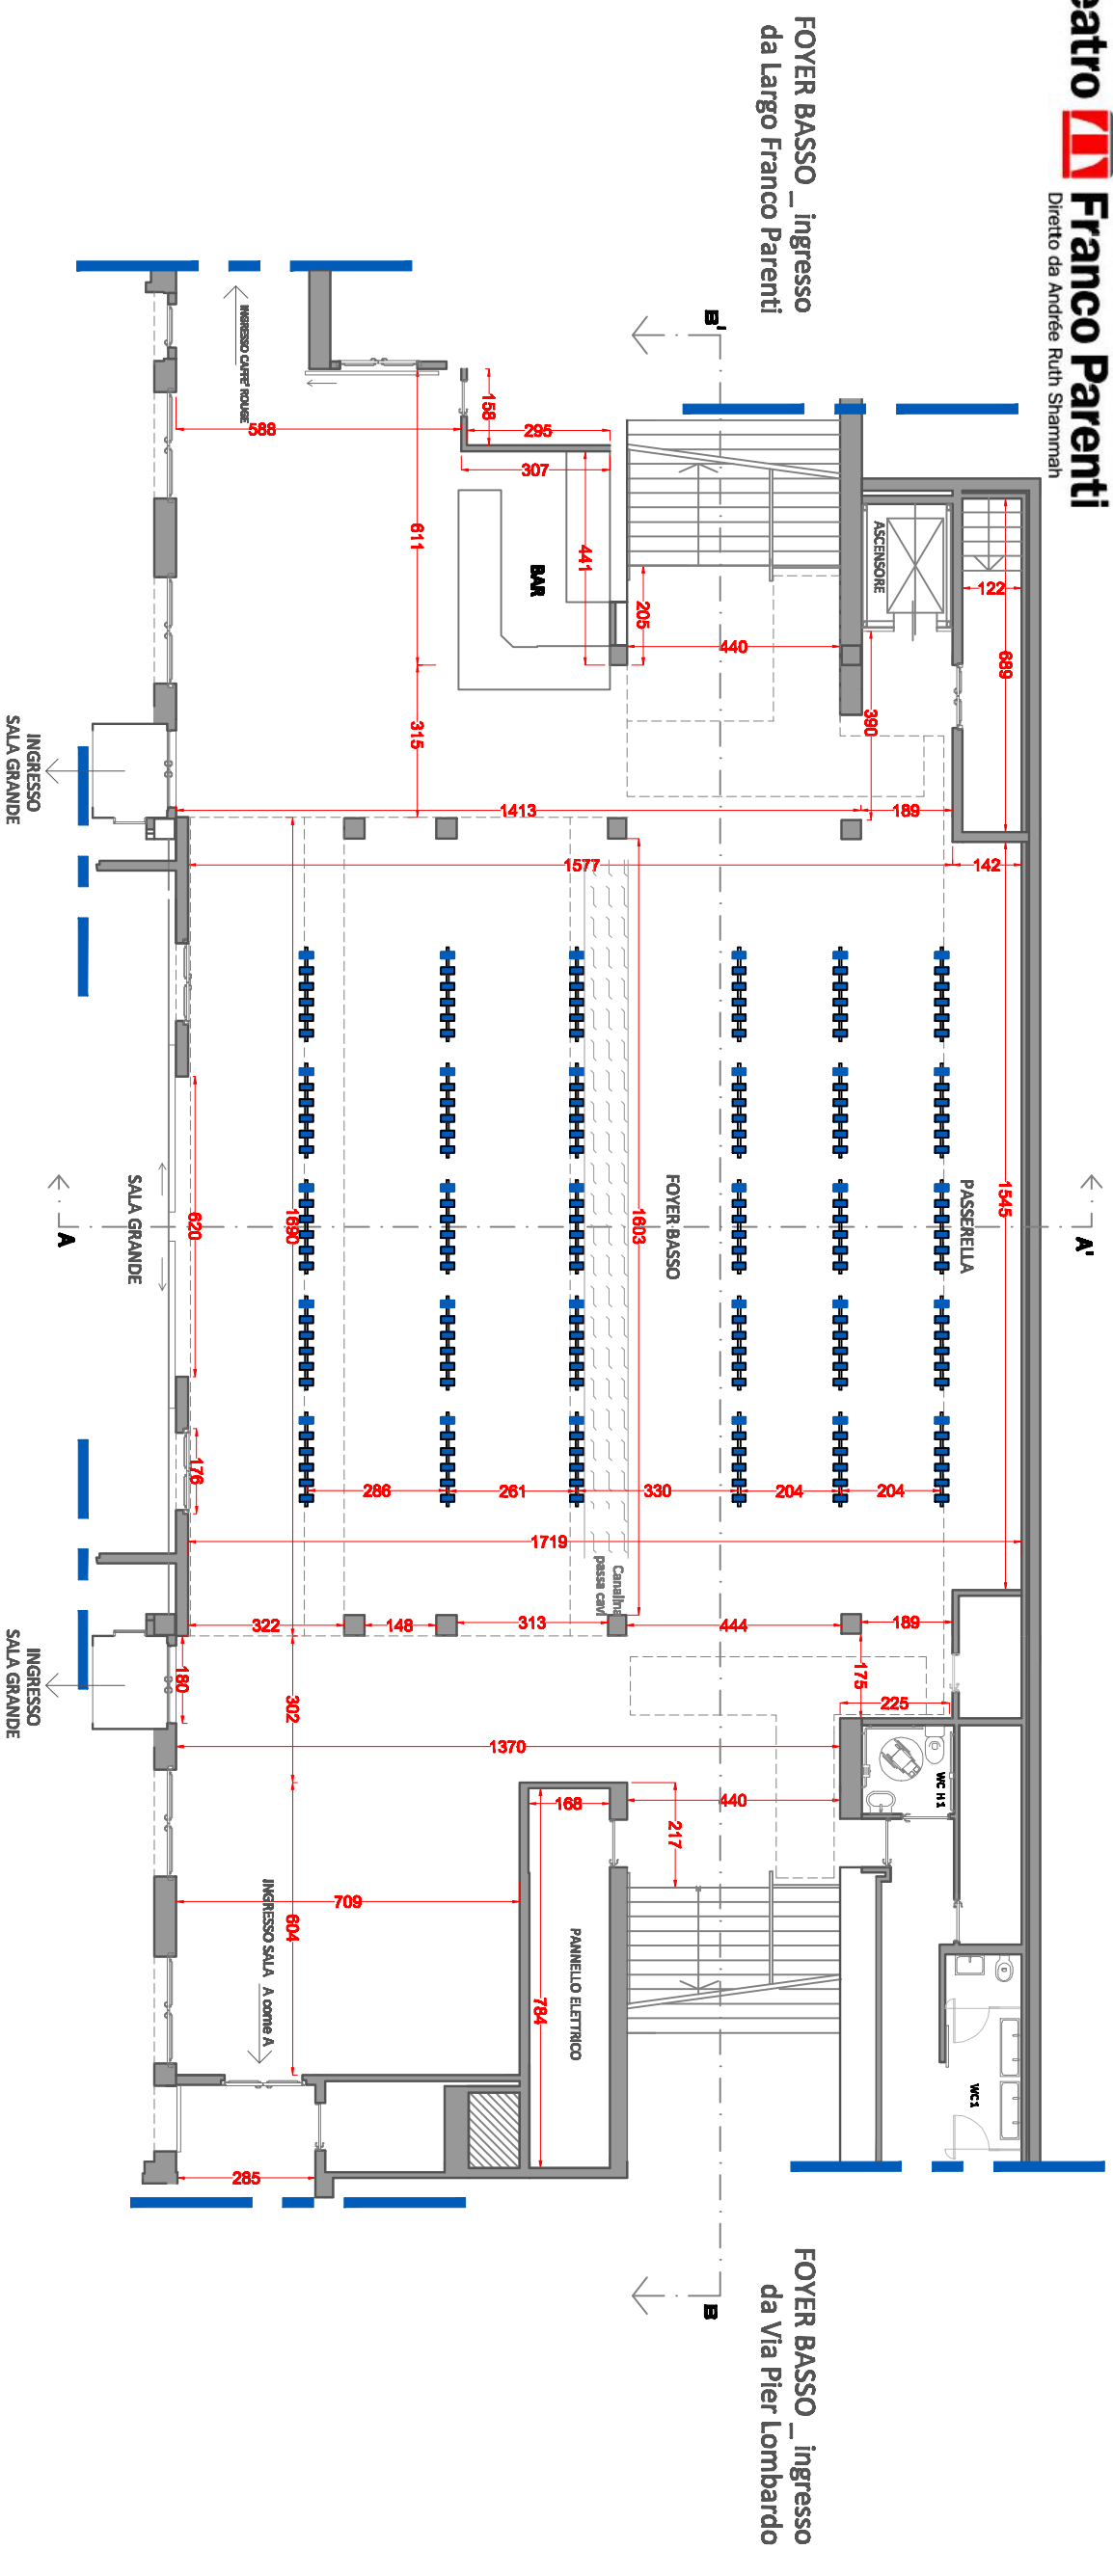 eatro Franco Parenti
Diretto da Andrée Ruth Shammah
FOYER BASSO _ ingresso
da Largo Franco Parenti
FOYER BASSO _ ingresso
da Via Pier Lombardo
B'
B
A'
A
ASCENSORE
BAR
INGRESSO CAFFE' ROUGE
INGRESSO
SALA GRANDE
SALA GRANDE
INGRESSO
SALA GRANDE
FOYER BASSO
PASSERELLA
Canalina
passa cavi
WC H1
WC1
PANNELLO ELETTRICO
INGRESSO SALA A come A
158
295
307
588
611
441
205
440
122
689
390
315
1413
189
1577
142
1545
1603
1690
620
176
286
261
330
204
204
1719
322
148
313
444
189
175
225
180
302
1370
168
440
217
709
604
784
285